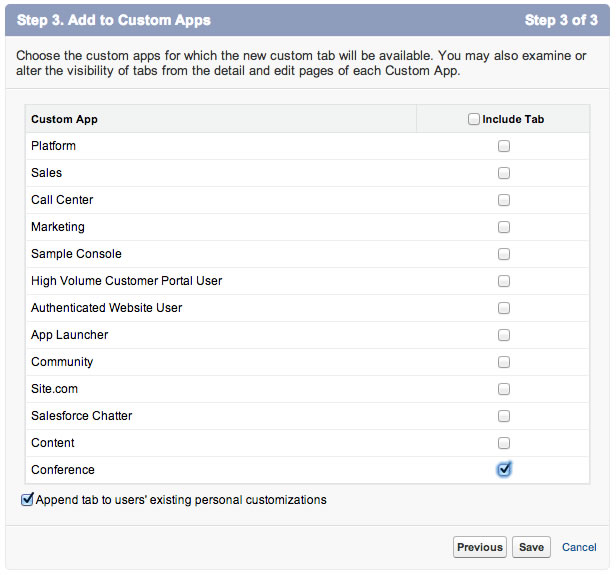 Step 3. Add to Custom Apps Step 3 of 3
Choose the custom apps for which the new custom tab will be available. You may also examine or
alter the visibility of tabs from the detail and edit pages of each Custom App.
Custom App Include Tab
Platform
Sales
Call Center
Marketing
Sample Console
High Volume Customer Portal User
Authenticated Website User
App Launcher
Community
Site.com
Salesforce Chatter
Content
Conference
Append tab to users' existing personal customizations
Previous Save Cancel